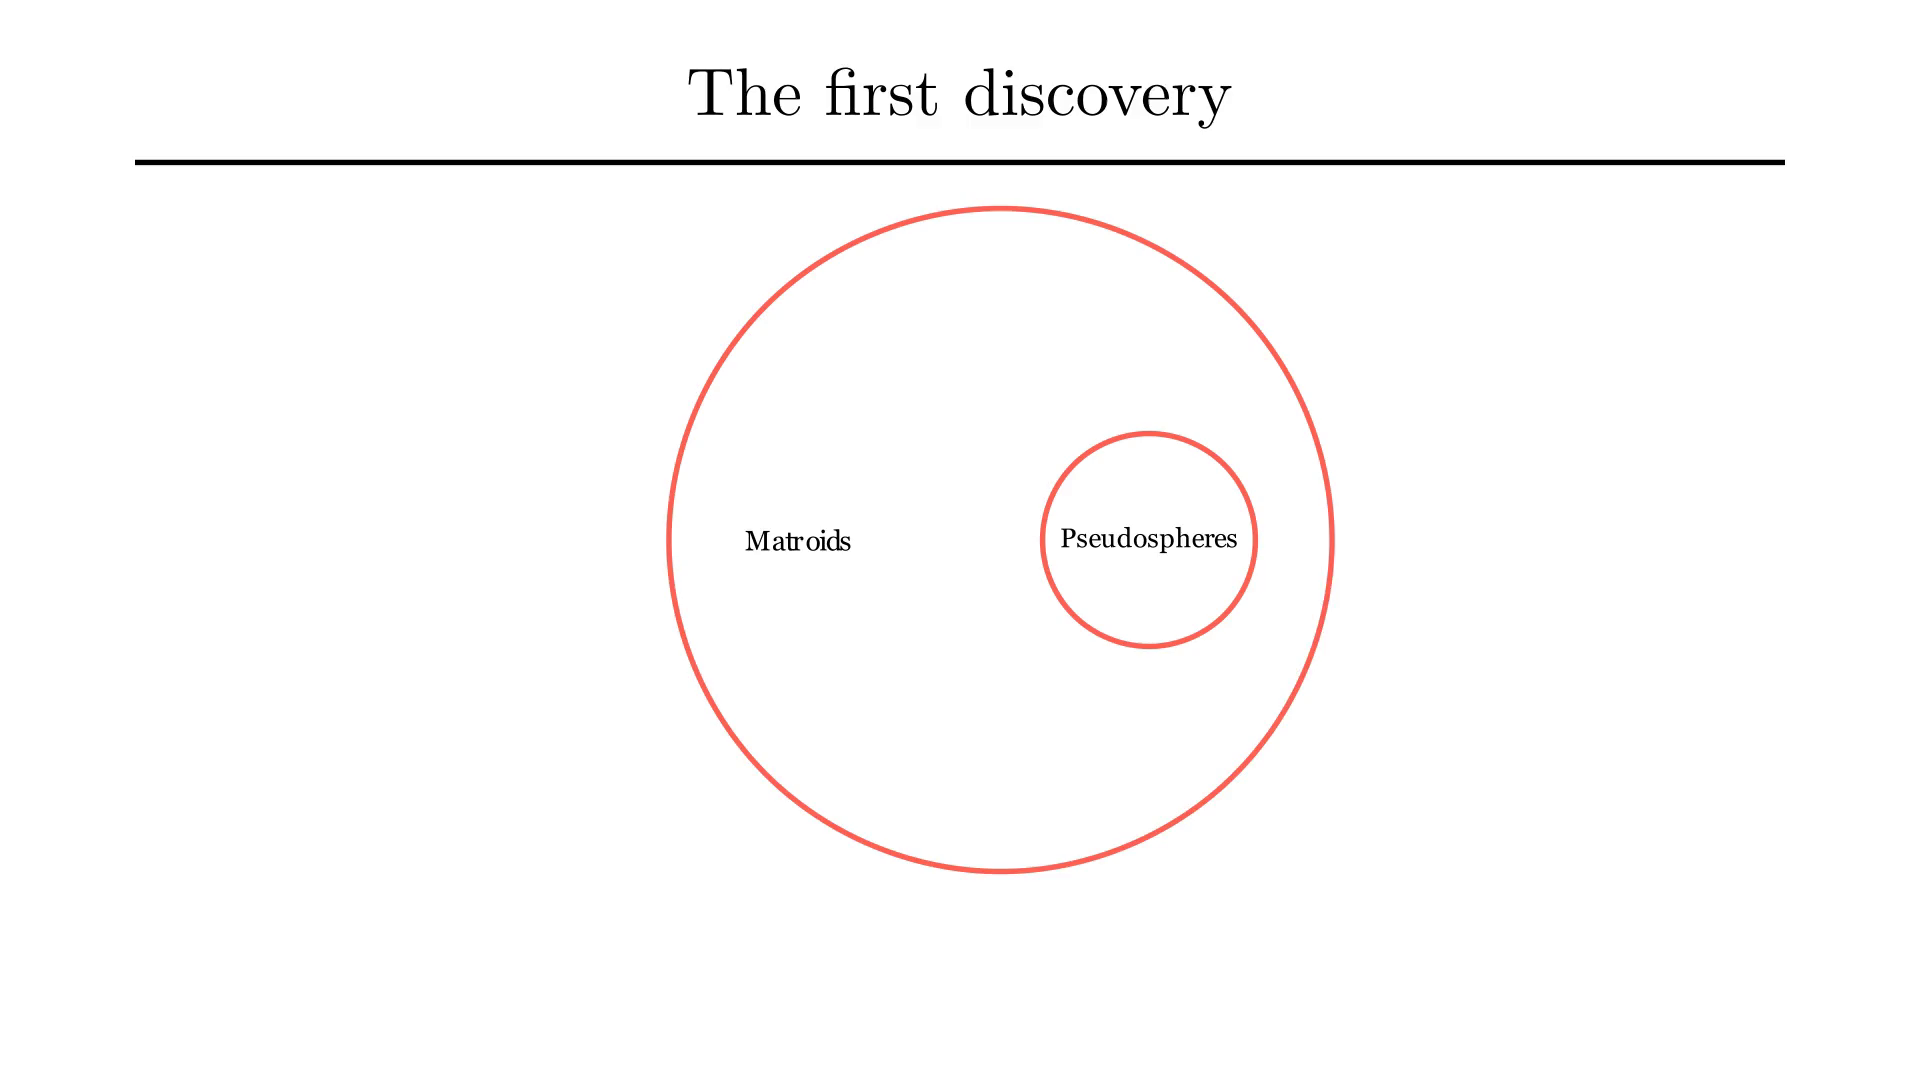 The first discovery
Matroids
Pseudospheres